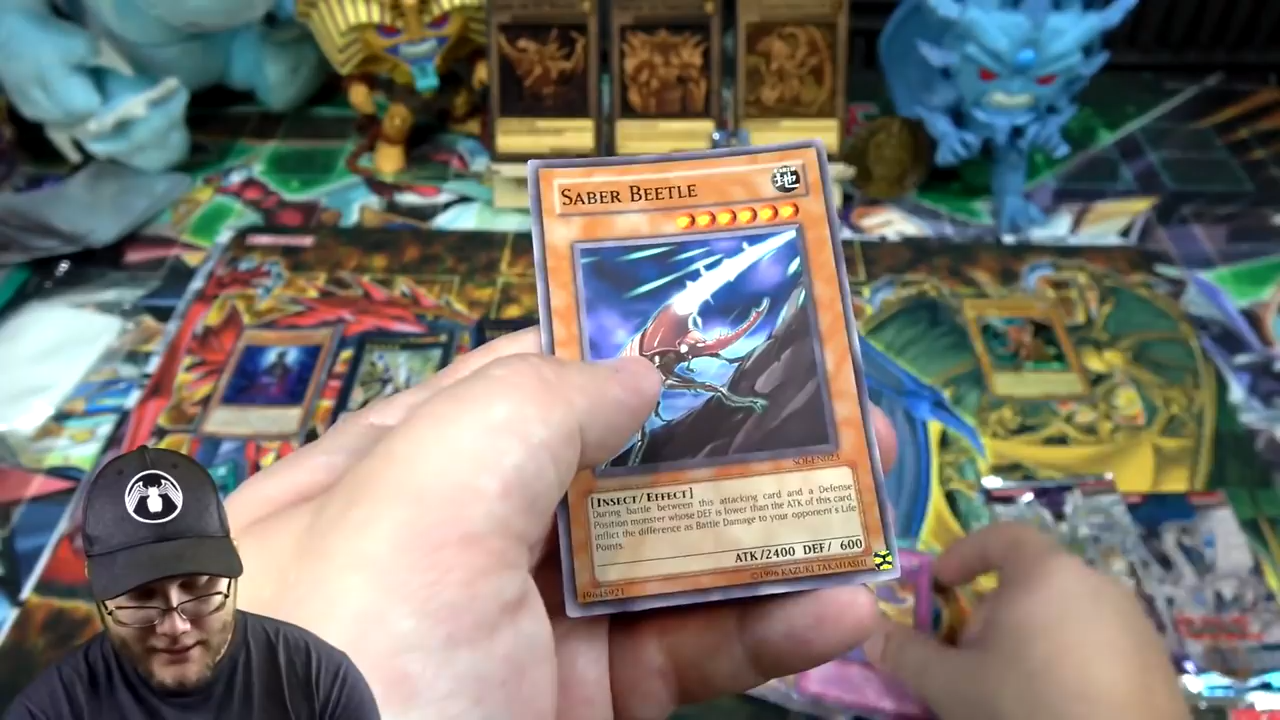 SABER BEETLE
地
SOI-EN023
[INSECT/EFFECT]
During battle between this attacking card and a Defense
Position monster whose DEF is lower than the ATK of this card,
inflict the difference as Battle Damage to your opponent's Life
Points.
ATK/2400 DEF/ 600
49645921
©1996 KAZUKI TAKAHASHI